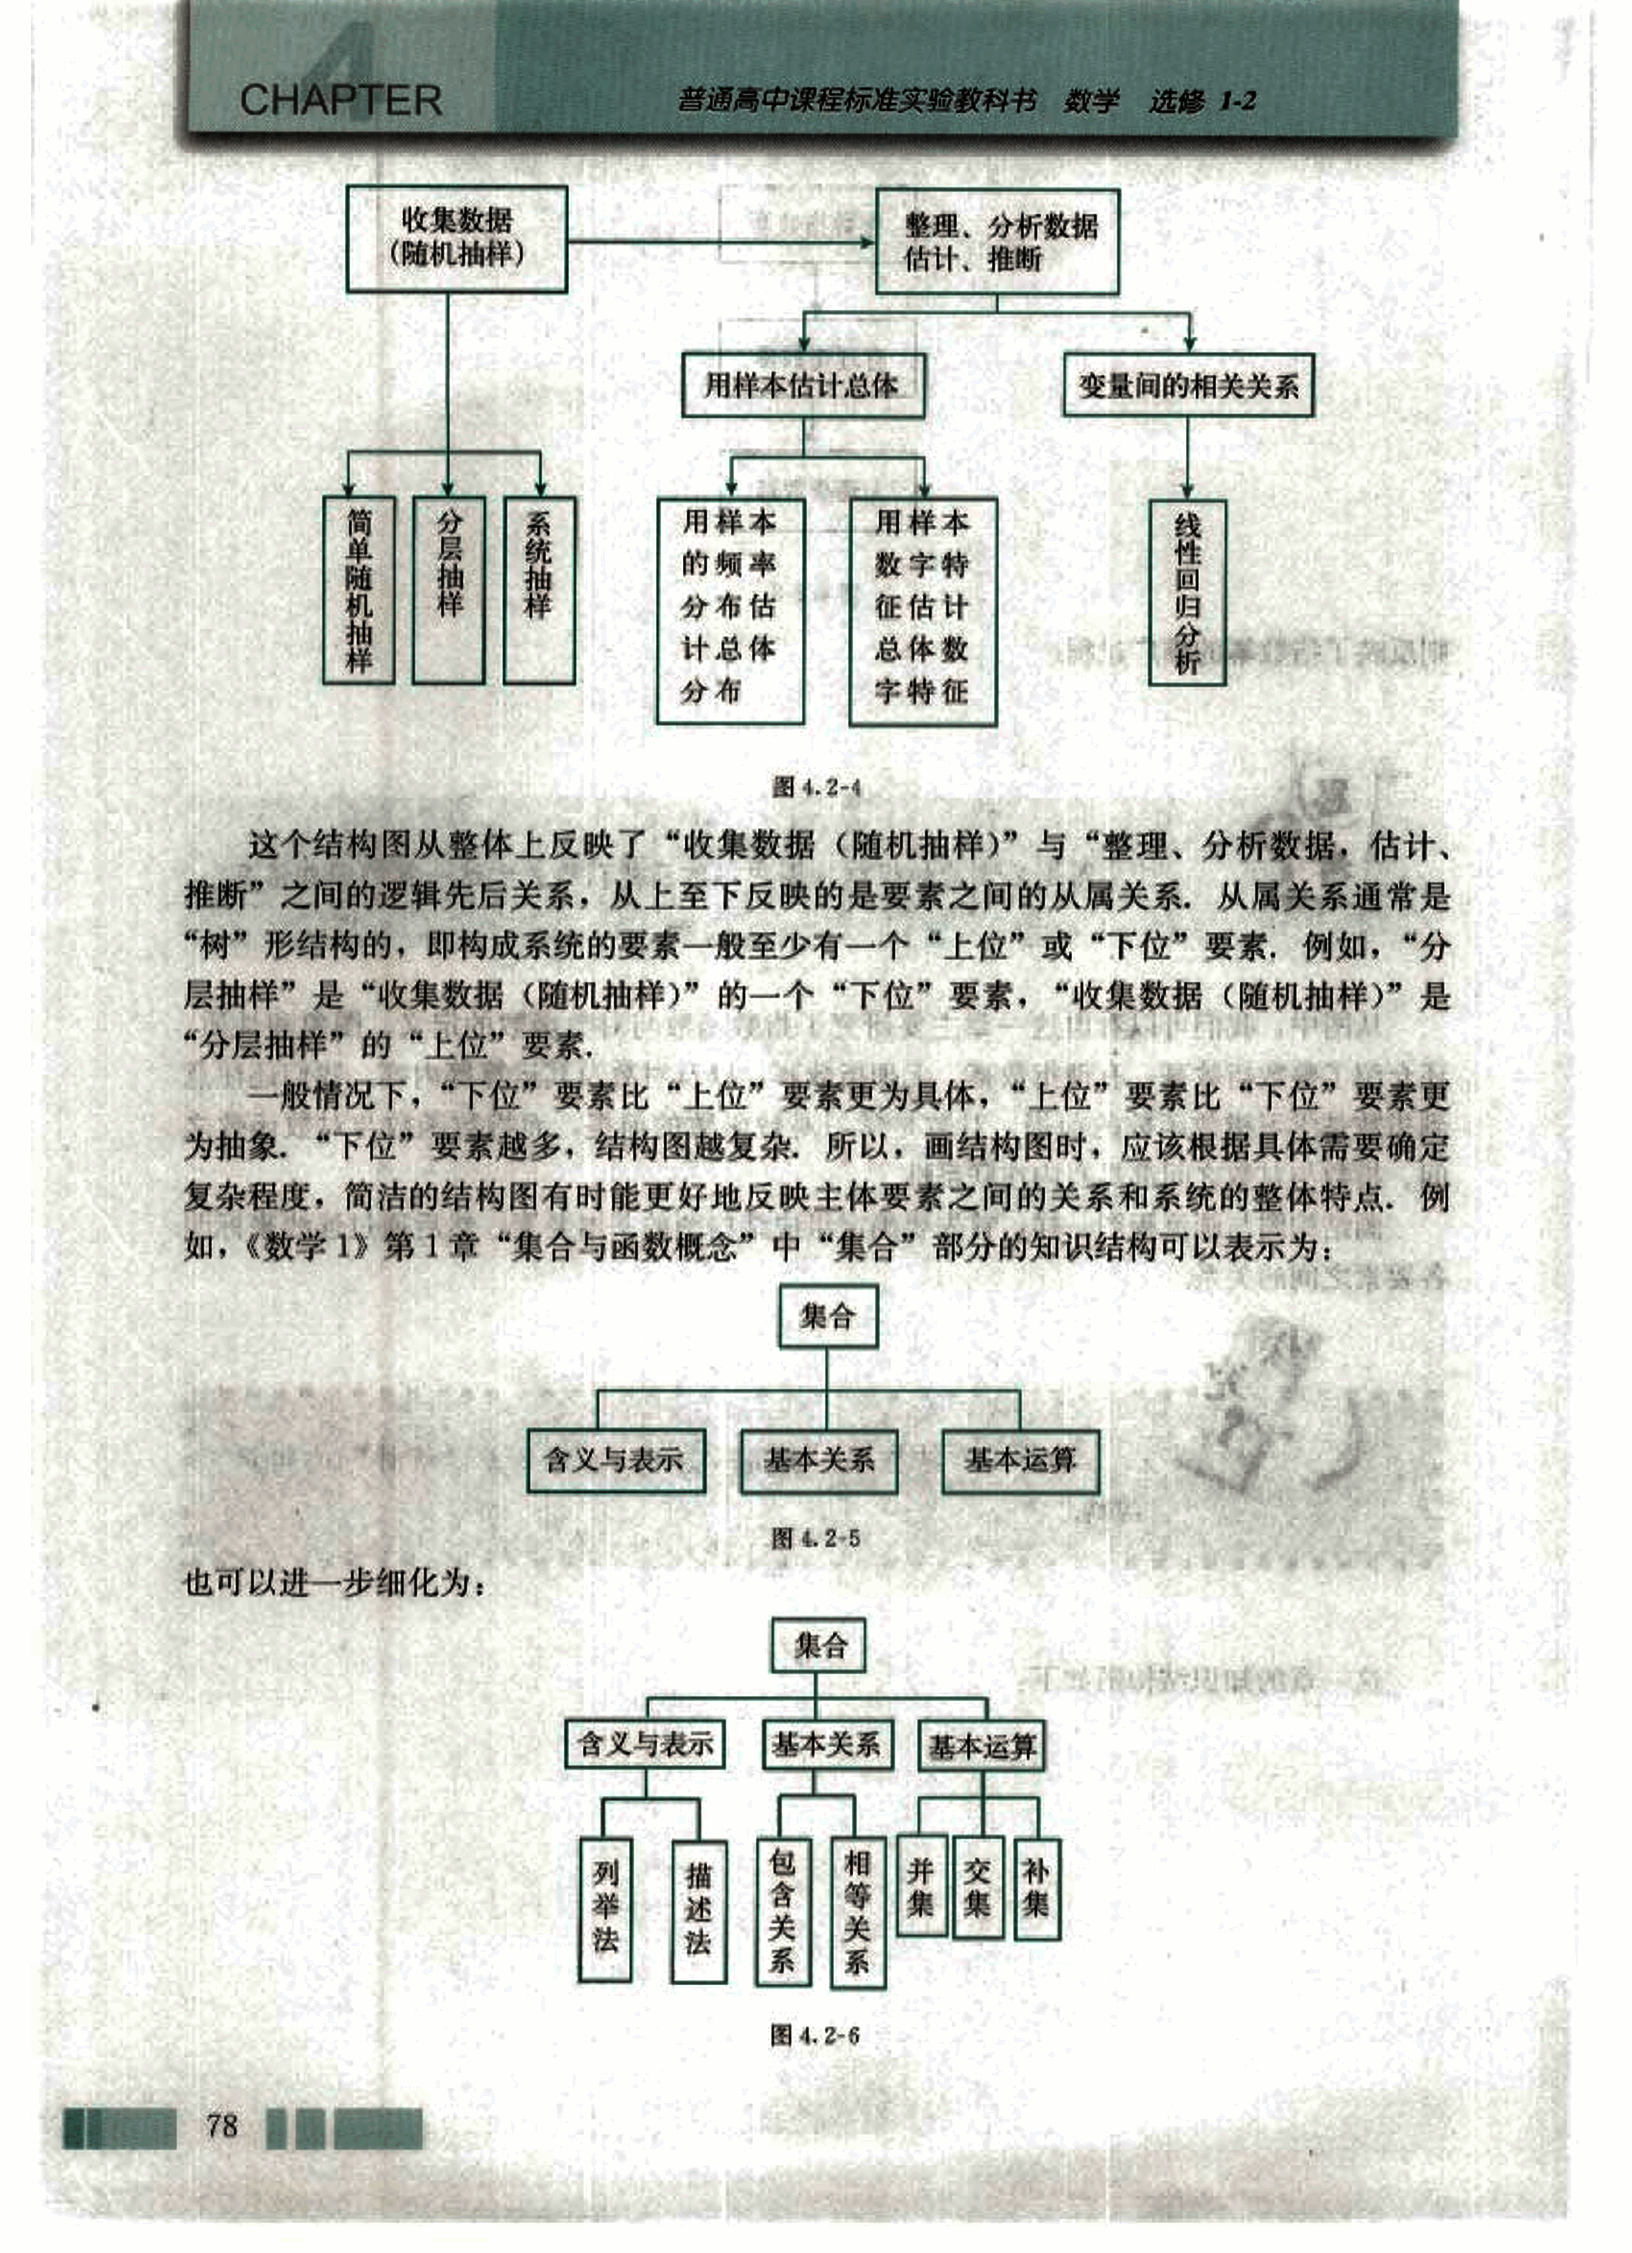 4
CHAPTER
普通高中课程标准实验教科书 数学 选修 1-2
收集数据
(随机抽样)
整理、分析数据
估计、推断
用样本估计总体
变量间的相关关系
简单随机抽样
分层抽样
系统抽样
用样本
的频率
分布估
计总体
分布
用样本
数字特
征估计
总体数
字特征
线性回归分析
图 4.2-4
这个结构图从整体上反映了“收集数据（随机抽样）”与“整理、分析数据，估计、
推断”之间的逻辑先后关系，从上至下反映的是要素之间的从属关系．从属关系通常是
“树”形结构的，即构成系统的要素一般至少有一个“上位”或“下位”要素．例如，“分
层抽样”是“收集数据（随机抽样）”的一个“下位”要素，“收集数据（随机抽样）”是
“分层抽样”的“上位”要素．
一般情况下，“下位”要素比“上位”要素更为具体，“上位”要素比“下位”要素更
为抽象．“下位”要素越多，结构图越复杂．所以，画结构图时，应该根据具体需要确定
复杂程度，简洁的结构图有时能更好地反映主体要素之间的关系和系统的整体特点．例
如，《数学1》第1章“集合与函数概念”中“集合”部分的知识结构可以表示为：
集合
含义与表示
基本关系
基本运算
图 4.2-5
也可以进一步细化为：
集合
含义与表示
基本关系
基本运算
列举法
描述法
包含关系
相等关系
并集
交集
补集
图 4.2-6
78